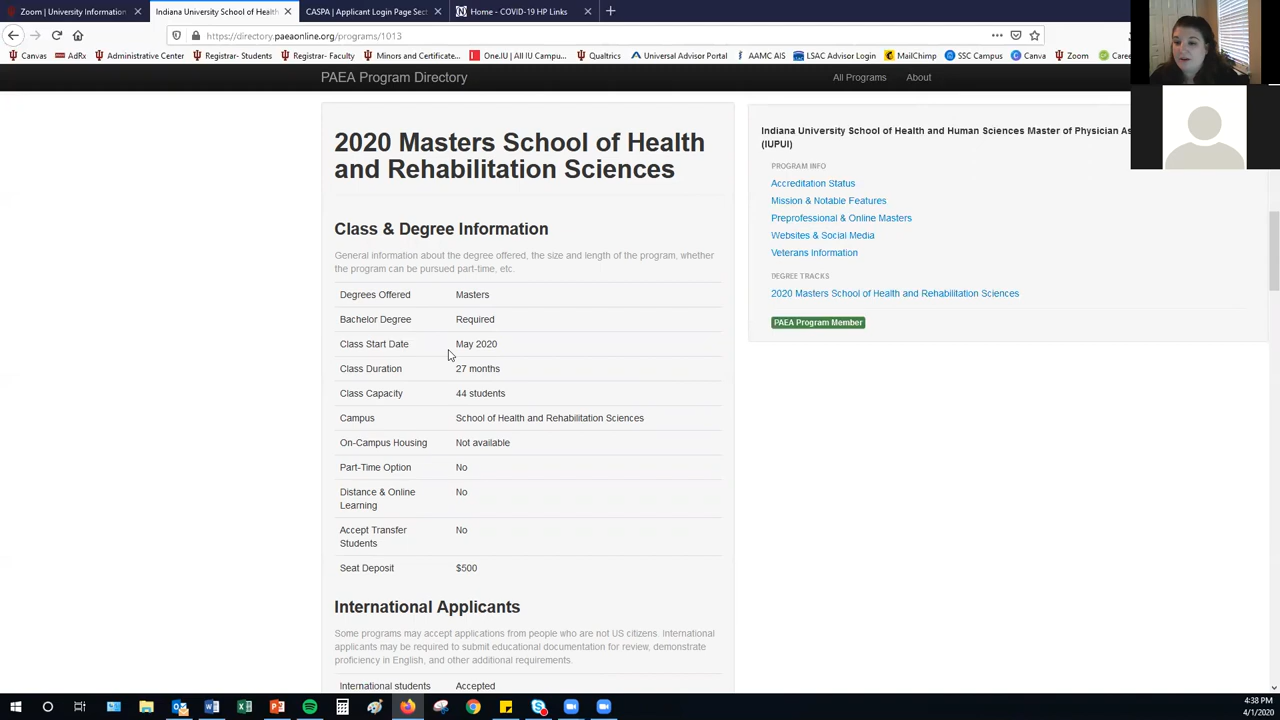 Zoom | University Information
Indiana University School of Health
CASPA | Applicant Login Page Sect
Home - COVID-19 HP Links
https://directory.paeaonline.org/programs/1013
Canvas
AdRx
Administrative Center
Registrar- Students
Registrar- Faculty
Minors and Certificate...
One.IU | All IU Campu...
Qualtrics
Universal Advisor Portal
AAMC AIS
LSAC Advisor Login
MailChimp
SSC Campus
Canva
Zoom
PAEA Program Directory
All Programs
About
2020 Masters School of Health
and Rehabilitation Sciences
Class & Degree Information
General information about the degree offered, the size and length of the program, whether
the program can be pursued part-time, etc.
Degrees Offered Masters
Bachelor Degree Required
Class Start Date May 2020
Class Duration 27 months
Class Capacity 44 students
Campus School of Health and Rehabilitation Sciences
On-Campus Housing Not available
Part-Time Option No
Distance & Online No
Learning
Accept Transfer No
Students
Seat Deposit $500
International Applicants
Some programs may accept applications from people who are not US citizens. International
applicants may be required to submit educational documentation for review, demonstrate
proficiency in English, and other additional requirements.
International students Accepted
Indiana University School of Health and Human Sciences Master of Physician
(IUPUI)
PROGRAM INFO
Accreditation Status
Mission & Notable Features
Preprofessional & Online Masters
Websites & Social Media
Veterans Information
DEGREE TRACKS
2020 Masters School of Health and Rehabilitation Sciences
PAEA Program Member
4:38 PM
4/1/2020